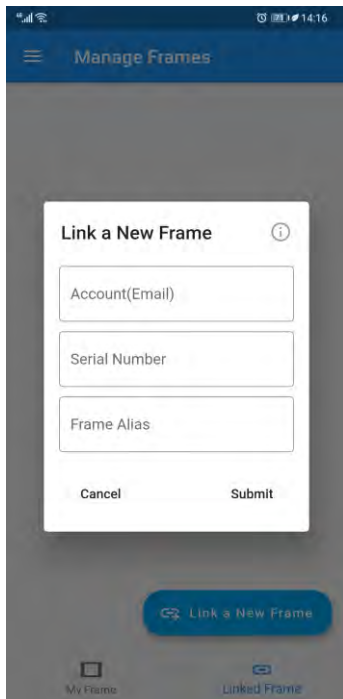 14:16
Manage Frames
Link a New Frame
Account(Email)
Serial Number
Frame Alias
Cancel Submit
Link a New Frame
My Frame Linked Frame